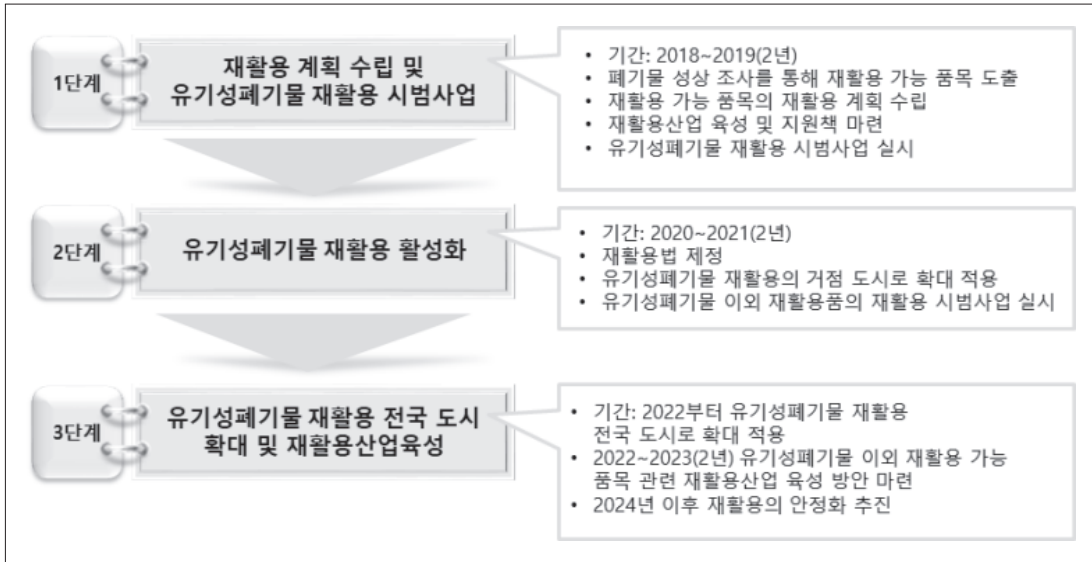 1단계
재활용 계획 수립 및
유기성폐기물 재활용 시범사업
• 기간: 2018~2019(2년)
• 폐기물 성상 조사를 통해 재활용 가능 품목 도출
• 재활용 가능 품목의 재활용 계획 수립
• 재활용산업 육성 및 지원책 마련
• 유기성폐기물 재활용 시범사업 실시
2단계
유기성폐기물 재활용 활성화
• 기간: 2020~2021(2년)
• 재활용법 제정
• 유기성폐기물 재활용의 거점 도시로 확대 적용
• 유기성폐기물 이외 재활용품의 재활용 시범사업 실시
3단계
유기성폐기물 재활용 전국 도시
확대 및 재활용산업육성
• 기간: 2022부터 유기성폐기물 재활용
전국 도시로 확대 적용
• 2022~2023(2년) 유기성폐기물 이외 재활용 가능
품목 관련 재활용산업 육성 방안 마련
• 2024년 이후 재활용의 안정화 추진